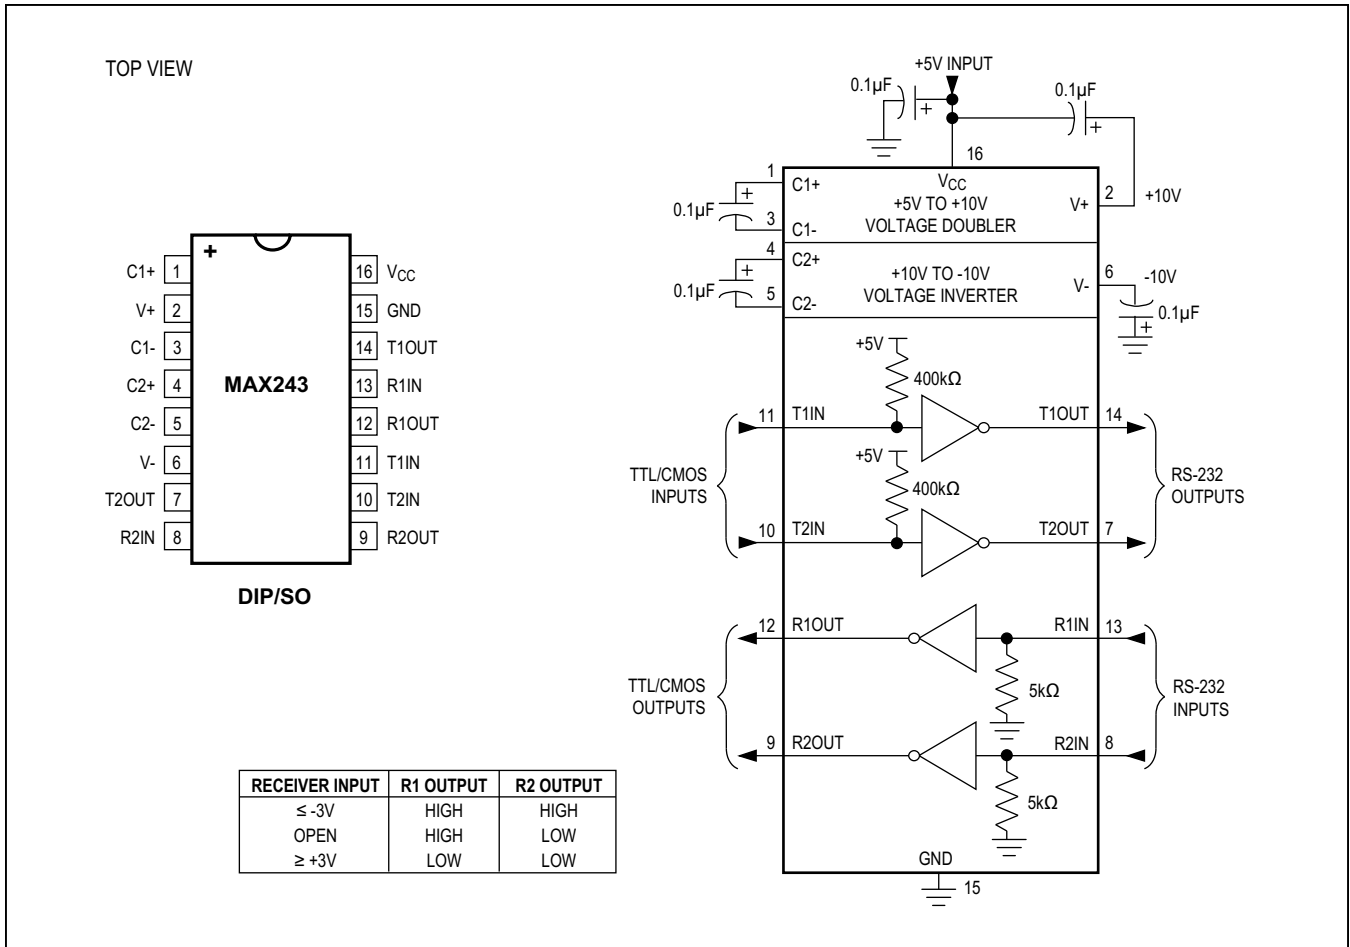 TOP VIEW
+
MAX243
C1+ 1
V+ 2
C1- 3
C2+ 4
C2- 5
V- 6
T2OUT 7
R2IN 8
16 VCC
15 GND
14 T1OUT
13 R1IN
12 R1OUT
11 T1IN
10 T2IN
9 R2OUT
DIP/SO
RECEIVER INPUT R1 OUTPUT R2 OUTPUT
≤ -3V HIGH HIGH
OPEN HIGH LOW
≥ +3V LOW LOW
+5V INPUT
0.1µF
+
0.1µF
+
16
VCC
+5V TO +10V
VOLTAGE DOUBLER
1
C1+
+
0.1µF
3
C1-
V+
2
+10V
4
C2+
+
0.1µF
5
C2-
+10V TO -10V
VOLTAGE INVERTER
V-
6
-10V
0.1µF
+
+5V
400kΩ
11 T1IN
T1OUT 14
+5V
400kΩ
TTL/CMOS
INPUTS
RS-232
OUTPUTS
10 T2IN
T2OUT 7
12 R1OUT
R1IN 13
5kΩ
TTL/CMOS
OUTPUTS
RS-232
INPUTS
9 R2OUT
R2IN 8
5kΩ
GND
15